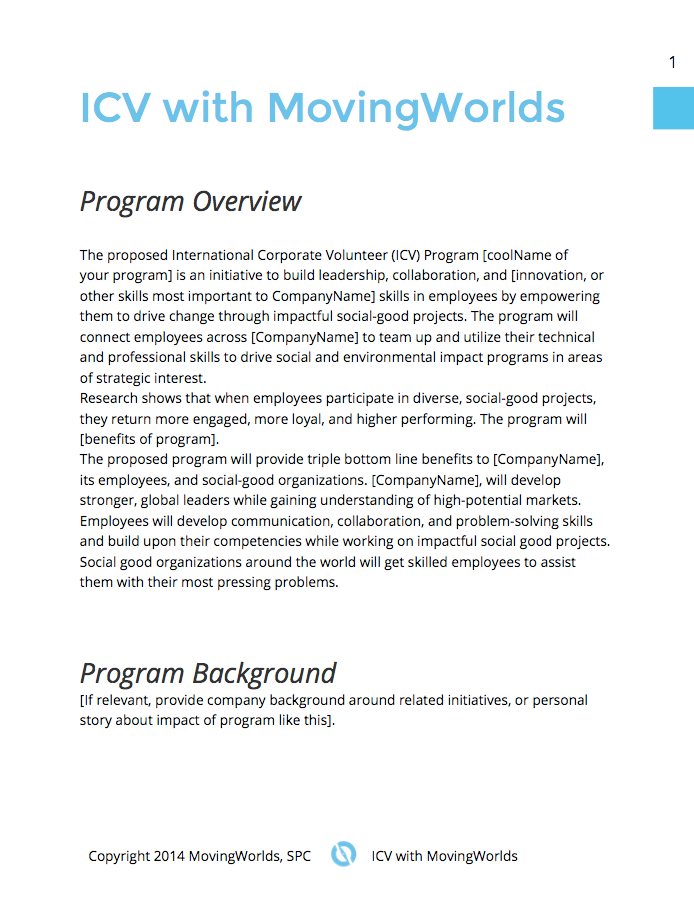 1
ICV with MovingWorlds
Program Overview
The proposed International Corporate Volunteer (ICV) Program [coolName of
your program] is an initiative to build leadership, collaboration, and [innovation, or
other skills most important to CompanyName] skills in employees by empowering
them to drive change through impactful social-good projects. The program will
connect employees across [CompanyName] to team up and utilize their technical
and professional skills to drive social and environmental impact programs in areas
of strategic interest.
Research shows that when employees participate in diverse, social-good projects,
they return more engaged, more loyal, and higher performing. The program will
[benefits of program].
The proposed program will provide triple bottom line benefits to [CompanyName],
its employees, and social-good organizations. [CompanyName], will develop
stronger, global leaders while gaining understanding of high-potential markets.
Employees will develop communication, collaboration, and problem-solving skills
and build upon their competencies while working on impactful social good projects.
Social good organizations around the world will get skilled employees to assist
them with their most pressing problems.
Program Background
[If relevant, provide company background around related initiatives, or personal
story about impact of program like this].
Copyright 2014 MovingWorlds, SPC ICV with MovingWorlds